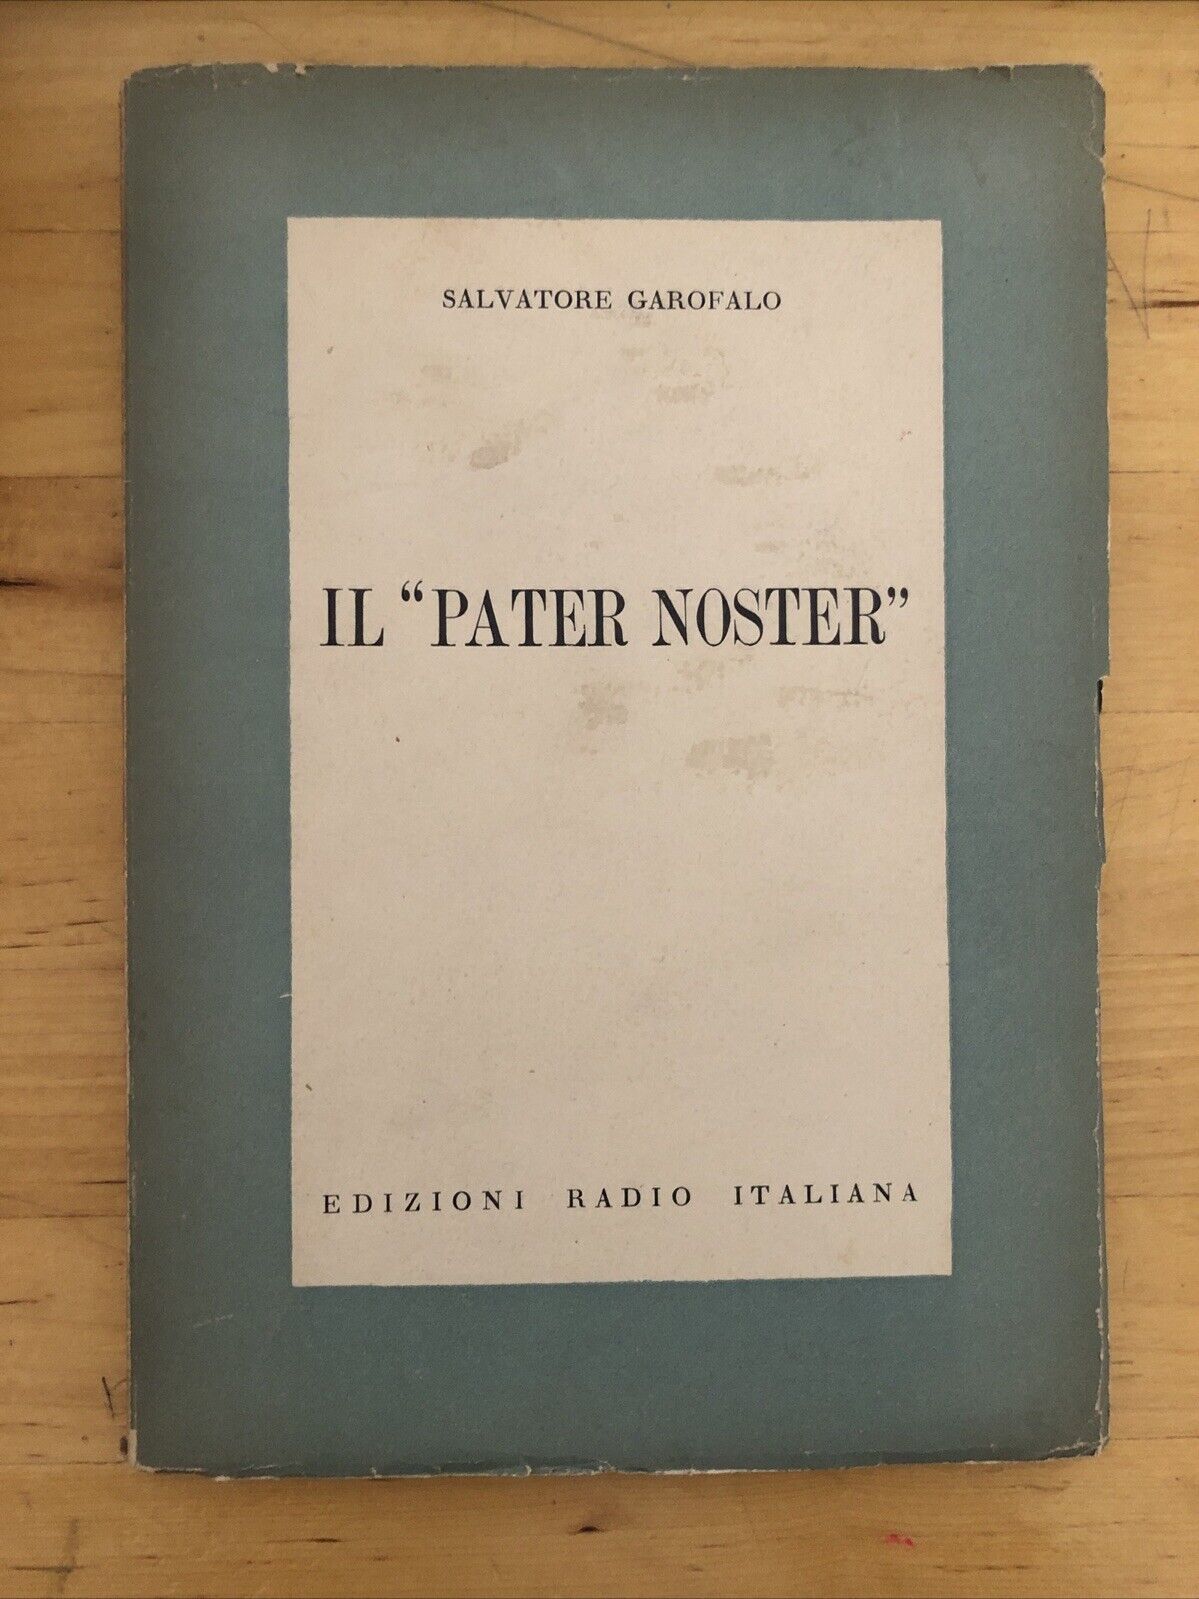 SALVATORE GAROFALO
IL “PATER NOSTER”
EDIZIONI RADIO ITALIANA